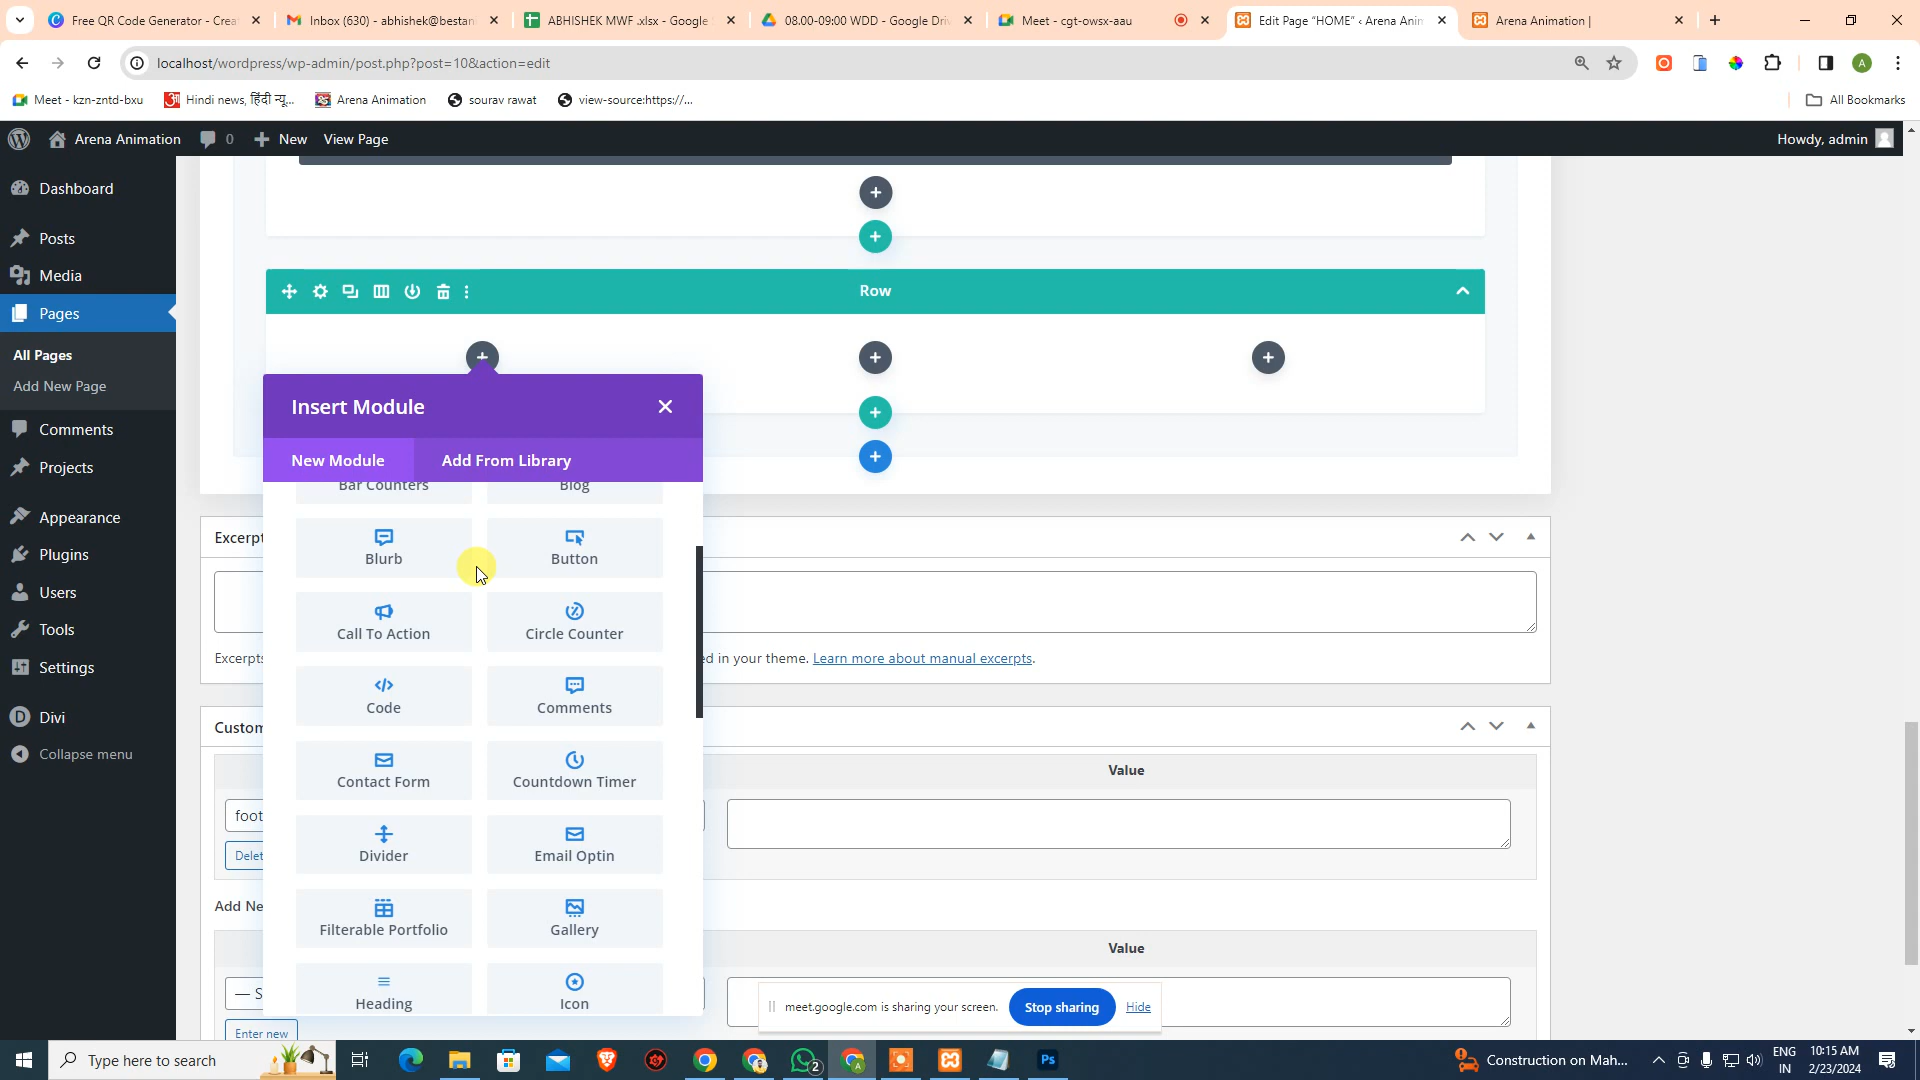 Free QR Code Generator - Crea
Inbox (630) - abhishek@bestan
ABHISHEK MWF .xlsx - Google
08.00-09:00 WDD - Google Dri
Meet - cgt-owsx-aau
Edit Page “HOME” ‹ Arena Anim
Arena Animation |
localhost/wordpress/wp-admin/post.php?post=10&action=edit
Meet - kzn-zntd-bxu
Hindi news, हिंदी न्यू...
Arena Animation
sourav rawat
view-source:https://...
All Bookmarks
Arena Animation
0
New
View Page
Howdy, admin
Dashboard
Posts
Media
Pages
All Pages
Add New Page
Comments
Projects
Appearance
Plugins
Users
Tools
Settings
Divi
Collapse menu
Row
Insert Module
New Module
Add From Library
Bar Counters
Blog
Blurb
Button
Call To Action
Circle Counter
Code
Comments
Contact Form
Countdown Timer
Divider
Email Optin
Filterable Portfolio
Gallery
Heading
Icon
Excerpt
Excerpts
ed in your theme. Learn more about manual excerpts.
Custom
Value
foot
Delet
Add Ne
Value
— S
Enter new
meet.google.com is sharing your screen.
Stop sharing
Hide
Type here to search
2
A
Ps
Construction on Mah...
ENG
IN
10:15 AM
2/23/2024